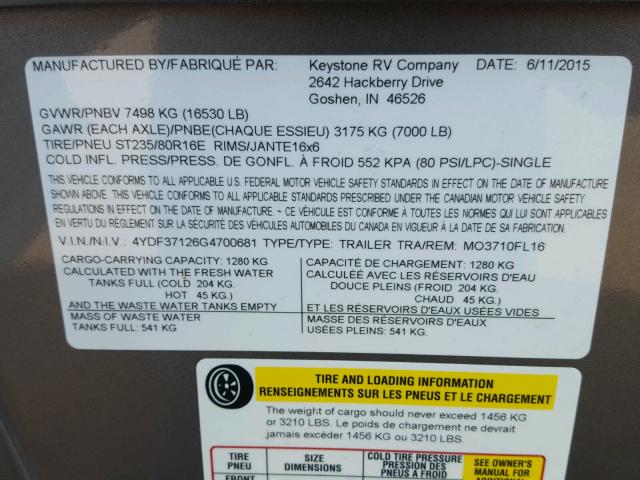 MANUFACTURED BY/FABRIQUÉ PAR: Keystone RV Company DATE: 6/11/2015
2642 Hackberry Drive
Goshen, IN 46526
GVWR/PNBV 7498 KG (16530 LB)
GAWR (EACH AXLE)/PNBE(CHAQUE ESSIEU) 3175 KG (7000 LB)
TIRE/PNEU ST235/80R16E RIMS/JANTE16x6
COLD INFL. PRESS/PRESS. DE GONFL. À FROID 552 KPA (80 PSI/LPC)-SINGLE
THIS VEHICLE CONFORMS TO ALL APPLICABLE U.S. FEDERAL MOTOR VEHICLE SAFETY STANDARDS IN EFFECT ON THE DATE OF MANUFACTURE
SHOWN ABOVE. THIS VEHICLE CONFORMS TO ALL APPLICABLE STANDARDS PRESCRIBED UNDER THE CANADIAN MOTOR VEHICLE SAFETY
REGULATIONS IN EFFECT ON THE DATE OF MANUFACTURE / CE VÉHICULE EST CONFORME À TOUTES LES NORMES QUI LUI SONT APPLICABLES
EN VERTU DU RÈGLEMENT SUR LA SÉCURITÉ DES VÉHICULES AUTOMOBILES DU CANADA EN VIGUEUR À LA DATE DE SA FABRICATION.
V.I.N./N.I.V.: 4YDF37126G4700681 TYPE/TYPE: TRAILER TRA/REM: MO3710FL16
CARGO-CARRYING CAPACITY: 1280 KG
CALCULATED WITH THE FRESH WATER
TANKS FULL (COLD 204 KG.
HOT 45 KG.)
AND THE WASTE WATER TANKS EMPTY
MASS OF WASTE WATER
TANKS FULL: 541 KG
CAPACITÉ DE CHARGEMENT: 1280 KG
CALCULÉE AVEC LES RÉSERVOIRS D'EAU
DOUCE PLEINS (FROID 204 KG.
CHAUD 45 KG.)
ET LES RÉSERVOIRS D'EAUX USÉES VIDES
MASSE DES RÉSERVOIRS D'EAUX
USÉES PLEINS: 541 KG.
TIRE AND LOADING INFORMATION
RENSEIGNEMENTS SUR LES PNEUS ET LE CHARGEMENT
The weight of cargo should never exceed 1456 KG
or 3210 LBS. Le poids de chargement ne devrait
jamais excéder 1456 KG ou 3210 LBS.
TIRE
PNEU
SIZE
DIMENSIONS
COLD TIRE PRESSURE
PRESSION DES
PNEUS À FROID
SEE OWNER'S
MANUAL FOR
ADDITIONAL
FRONT